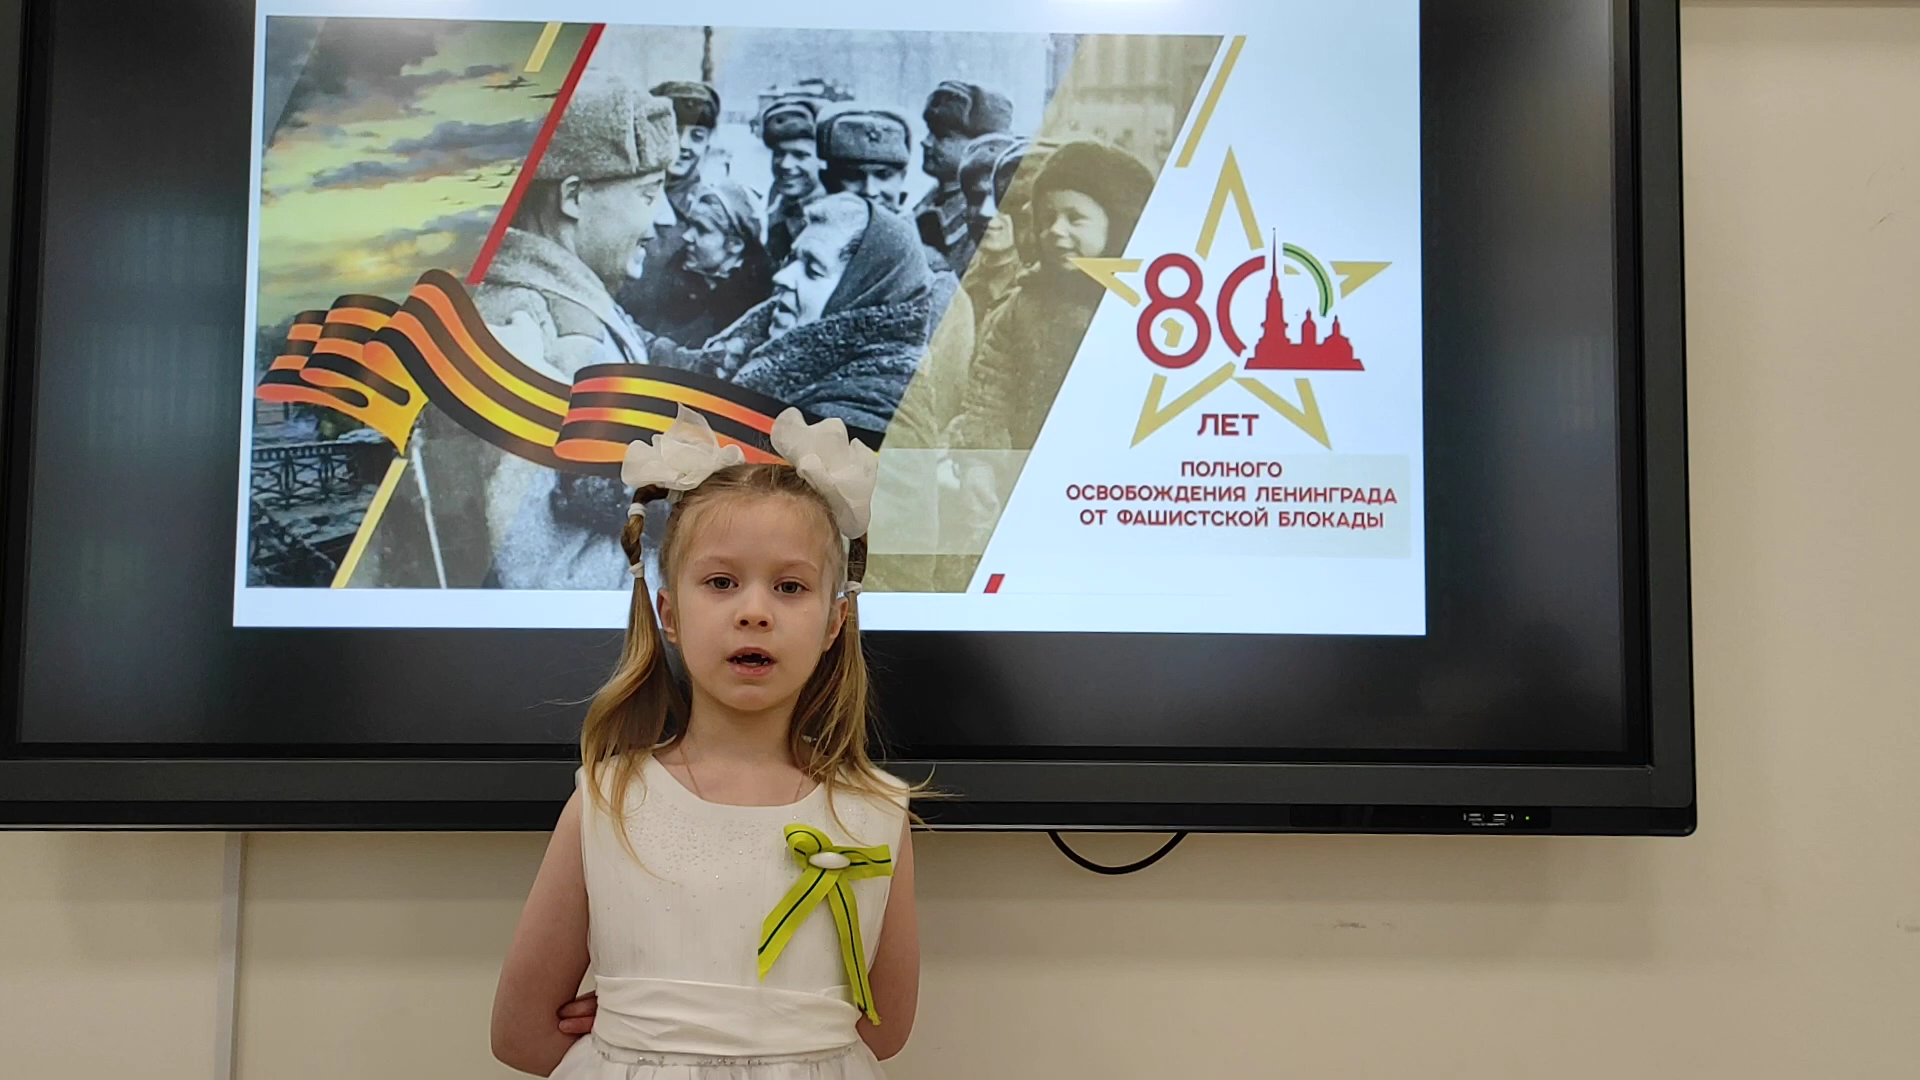 80
ЛЕТ
ПОЛНОГО
ОСВОБОЖДЕНИЯ ЛЕНИНГРАДА
ОТ ФАШИСТСКОЙ БЛОКАДЫ